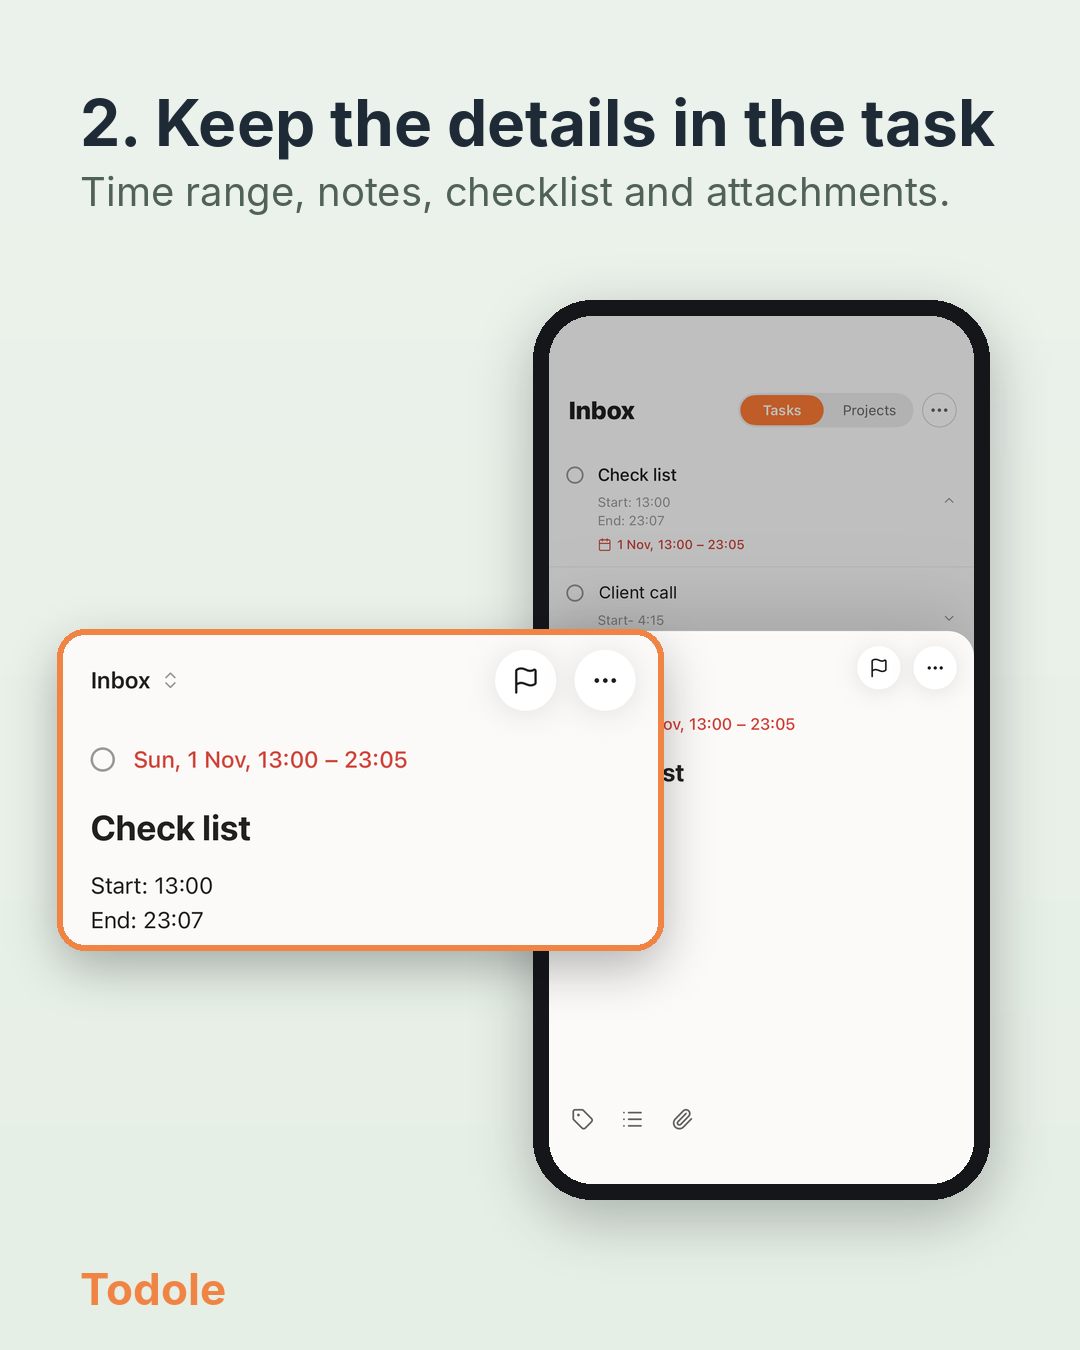 2. Keep the details in the task
Time range, notes, checklist and attachments.
Inbox
Tasks
Projects
Check list
Start: 13:00
End: 23:07
1 Nov, 13:00 – 23:05
Client call
Start- 4:15
Inbox
Sun, 1 Nov, 13:00 – 23:05
Check list
Start: 13:00
End: 23:07
ov, 13:00 – 23:05
st
Todole